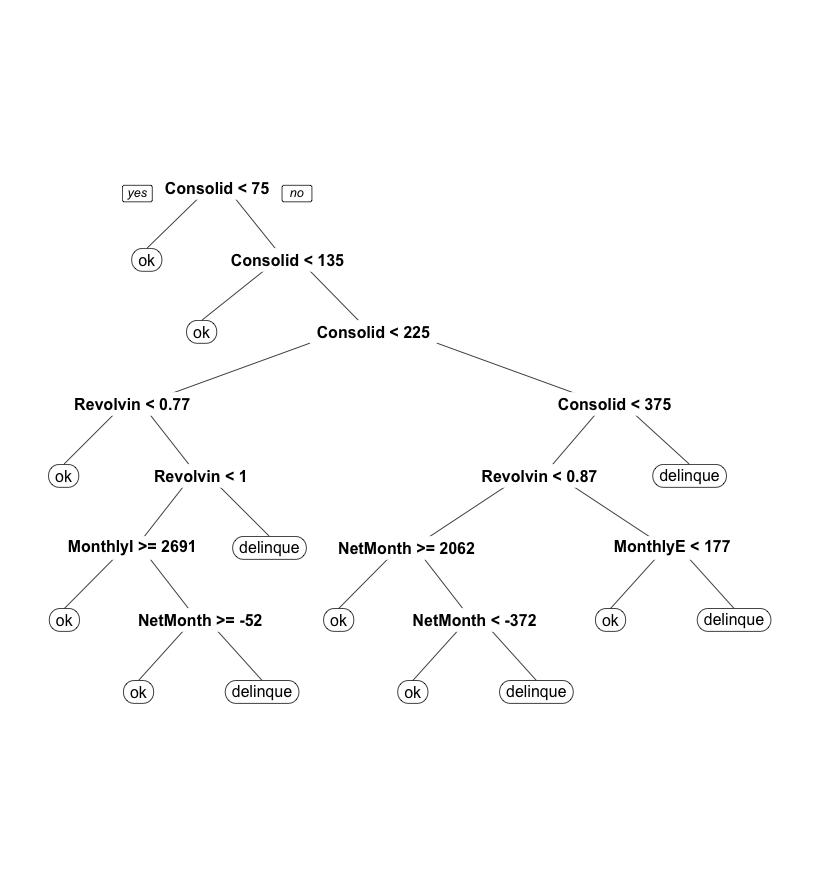 yes Consolid < 75 no
ok Consolid < 135
ok Consolid < 225
Revolvin < 0.77 Consolid < 375
ok Revolvin < 1 Revolvin < 0.87 delinque
MonthlyI >= 2691 delinque NetMonth >= 2062 MonthlyE < 177
ok NetMonth >= -52 ok NetMonth < -372 ok delinque
ok delinque ok delinque